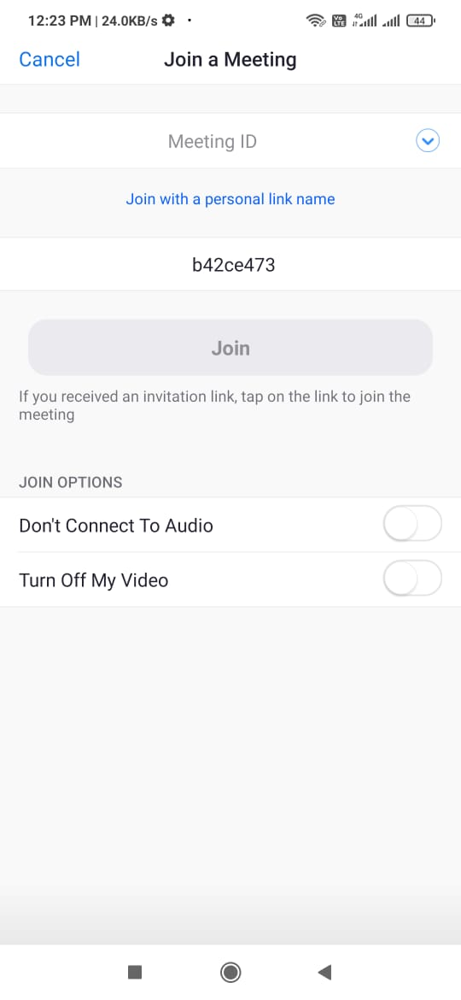 12:23 PM | 24.0KB/s
Vo LTE 4G 44
Cancel
Join a Meeting
Meeting ID
Join with a personal link name
b42ce473
Join
If you received an invitation link, tap on the link to join the
meeting
JOIN OPTIONS
Don't Connect To Audio
Turn Off My Video